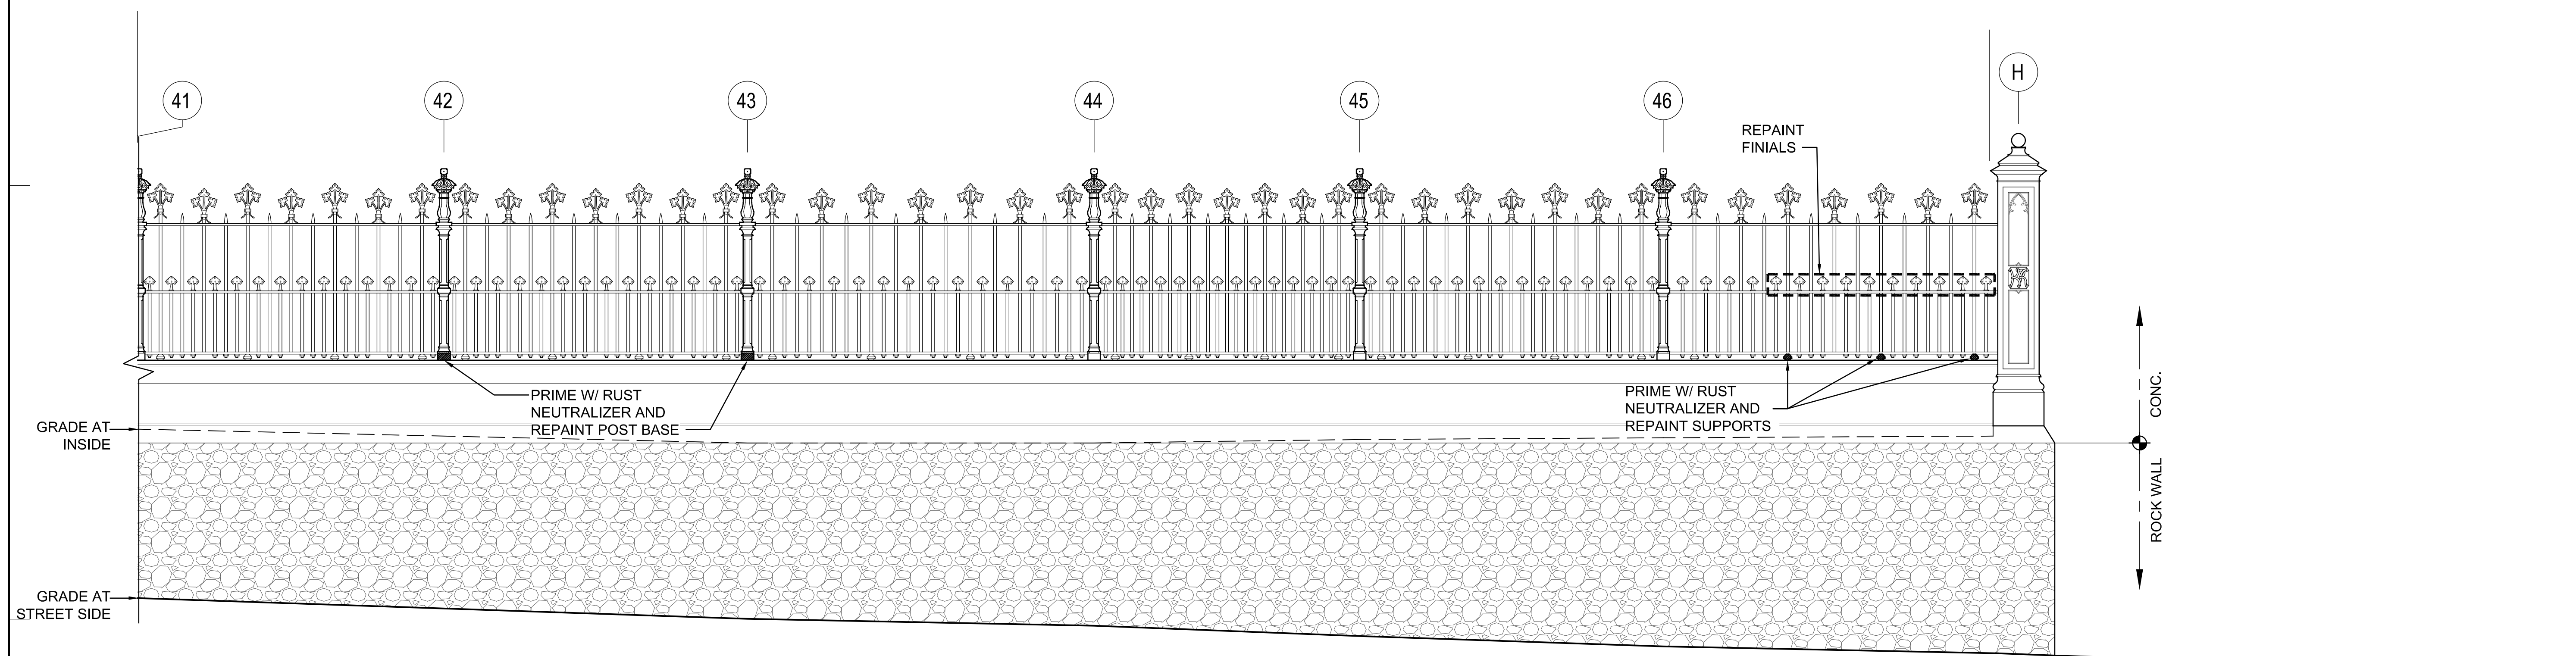 41
42
43
44
45
46
H
REPAINT
FINIALS
PRIME W/ RUST
NEUTRALIZER AND
REPAINT POST BASE
PRIME W/ RUST
NEUTRALIZER AND
REPAINT SUPPORTS
GRADE AT
INSIDE
GRADE AT
STREET SIDE
CONC.
ROCK WALL